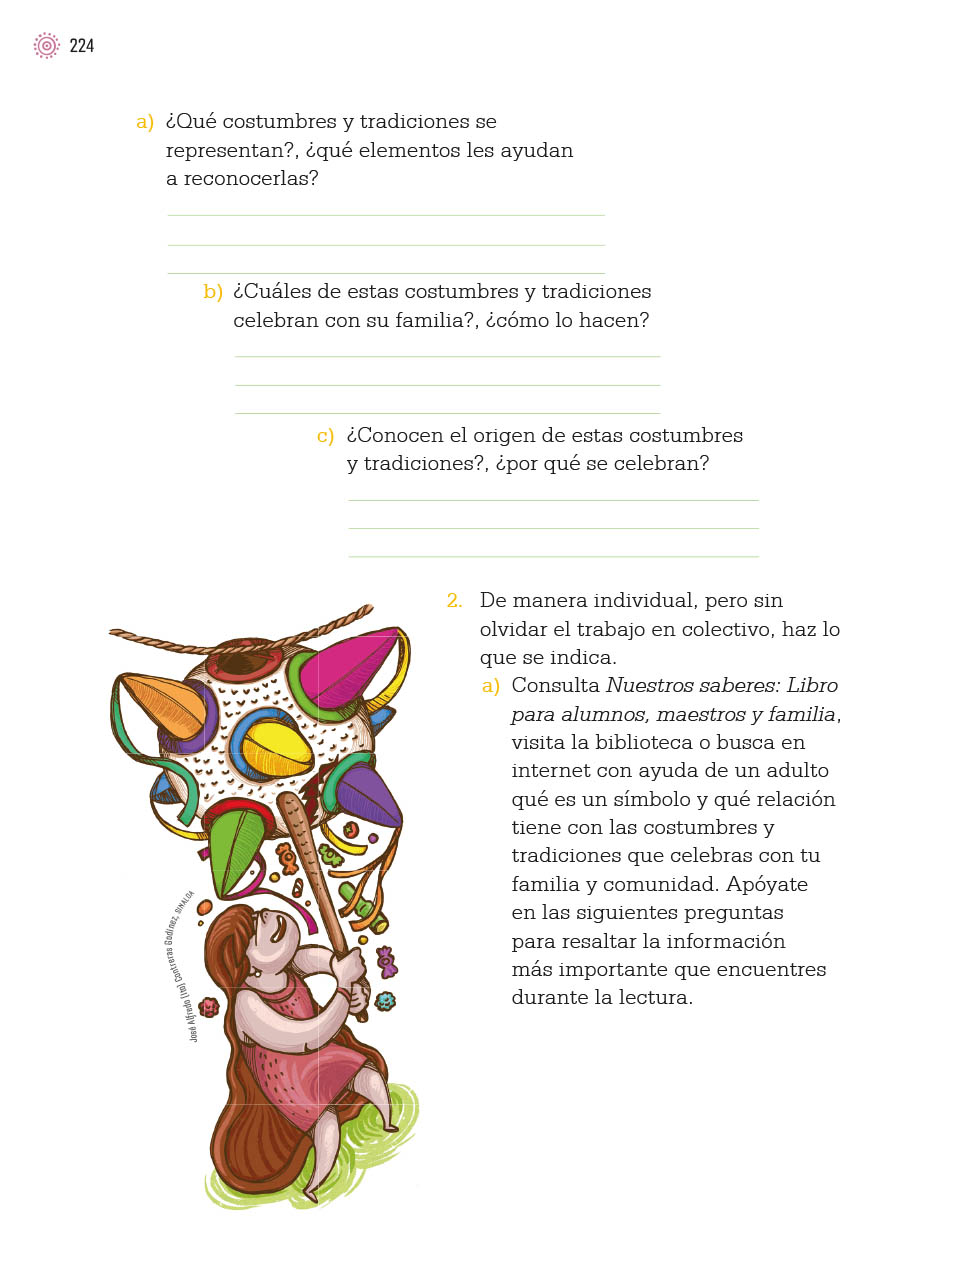 224
a) ¿Qué costumbres y tradiciones se
representan?, ¿qué elementos les ayudan
a reconocerlas?
b) ¿Cuáles de estas costumbres y tradiciones
celebran con su familia?, ¿cómo lo hacen?
c) ¿Conocen el origen de estas costumbres
y tradiciones?, ¿por qué se celebran?
2. De manera individual, pero sin
olvidar el trabajo en colectivo, haz lo
que se indica.
a) Consulta Nuestros saberes: Libro
para alumnos, maestros y familia,
visita la biblioteca o busca en
internet con ayuda de un adulto
qué es un símbolo y qué relación
tiene con las costumbres y
tradiciones que celebras con tu
familia y comunidad. Apóyate
en las siguientes preguntas
para resaltar la información
más importante que encuentres
durante la lectura.
José Alfredo (Ito) Contreras Godínez, SINALOA